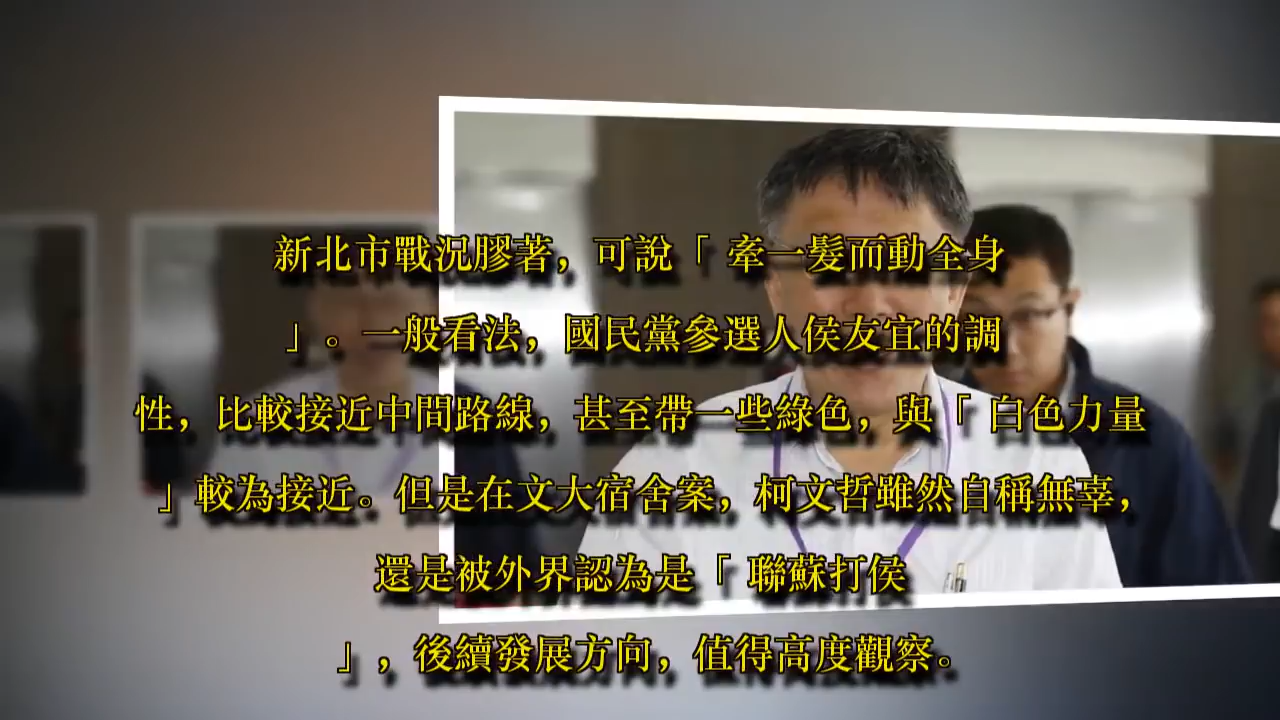 新北市戰況膠著，可說「 牽一髮而動全身
」。一般看法，國民黨參選人侯友宜的調
性，比較接近中間路線，甚至帶一些綠色，與「 白色力量
」較為接近。但是在文大宿舍案，柯文哲雖然自稱無辜，
還是被外界認為是「 聯蘇打侯
」，後續發展方向，值得高度觀察。